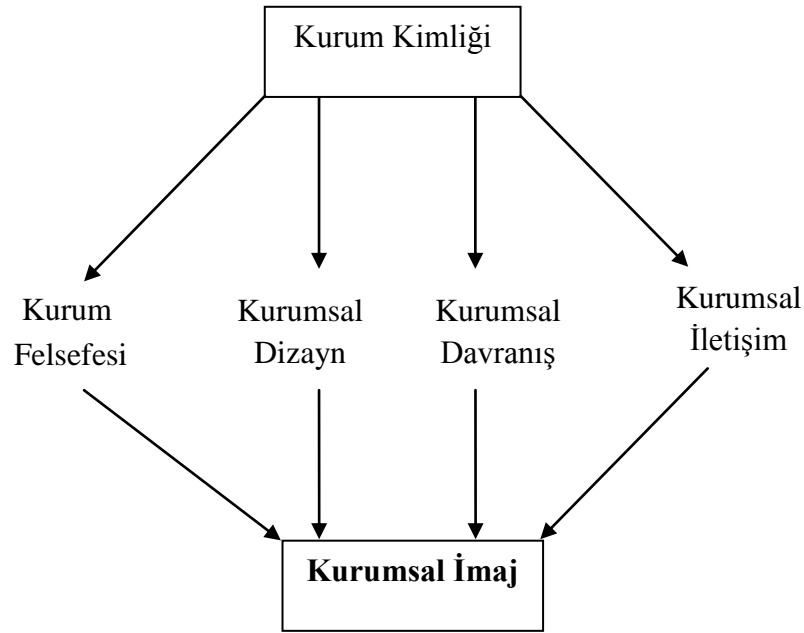 Kurum Kimliği
Kurum
Felsefesi
Kurumsal
Dizayn
Kurumsal
Davranış
Kurumsal
İletişim
Kurumsal İmaj